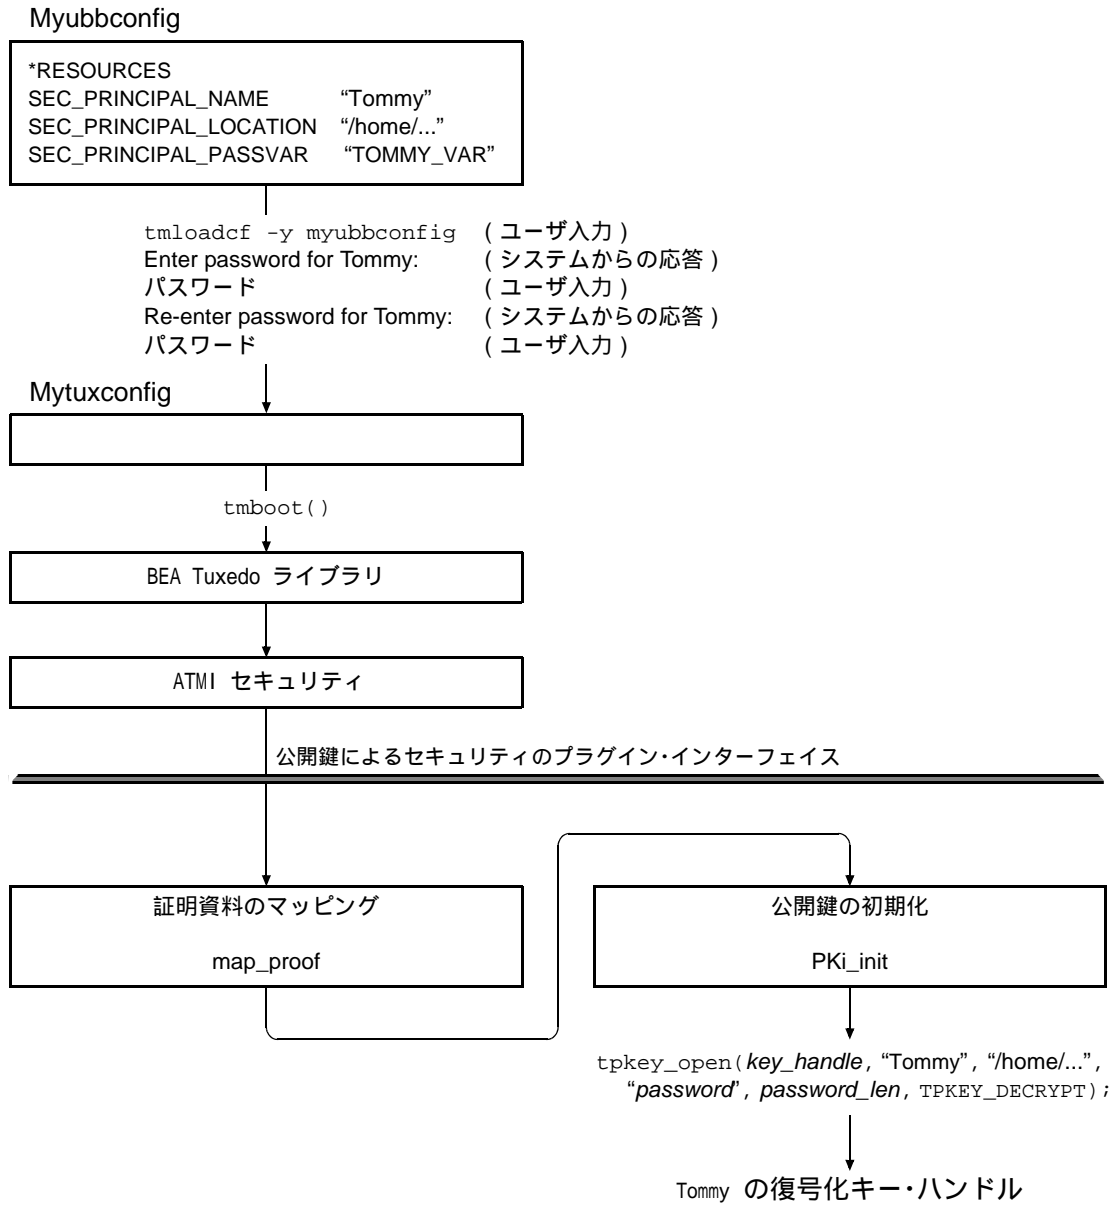 Myubbconfig
*RESOURCES
SEC_PRINCIPAL_NAME “Tommy”
SEC_PRINCIPAL_LOCATION “/home/...”
SEC_PRINCIPAL_PASSVAR “TOMMY_VAR”
tmloadcf -y myubbconfig （ユーザ入力）
Enter password for Tommy: （システムからの応答）
パスワード （ユーザ入力）
Re-enter password for Tommy: （システムからの応答）
パスワード （ユーザ入力）
Mytuxconfig
tmboot()
BEA Tuxedo ライブラリ
ATMI セキュリティ
公開鍵によるセキュリティのプラグイン・インターフェイス
証明資料のマッピング
map_proof
公開鍵の初期化
PKi_init
tpkey_open(key_handle, “Tommy”, “/home/...”,
“password”, password_len, TPKEY_DECRYPT);
Tommy の復号化キー・ハンドル